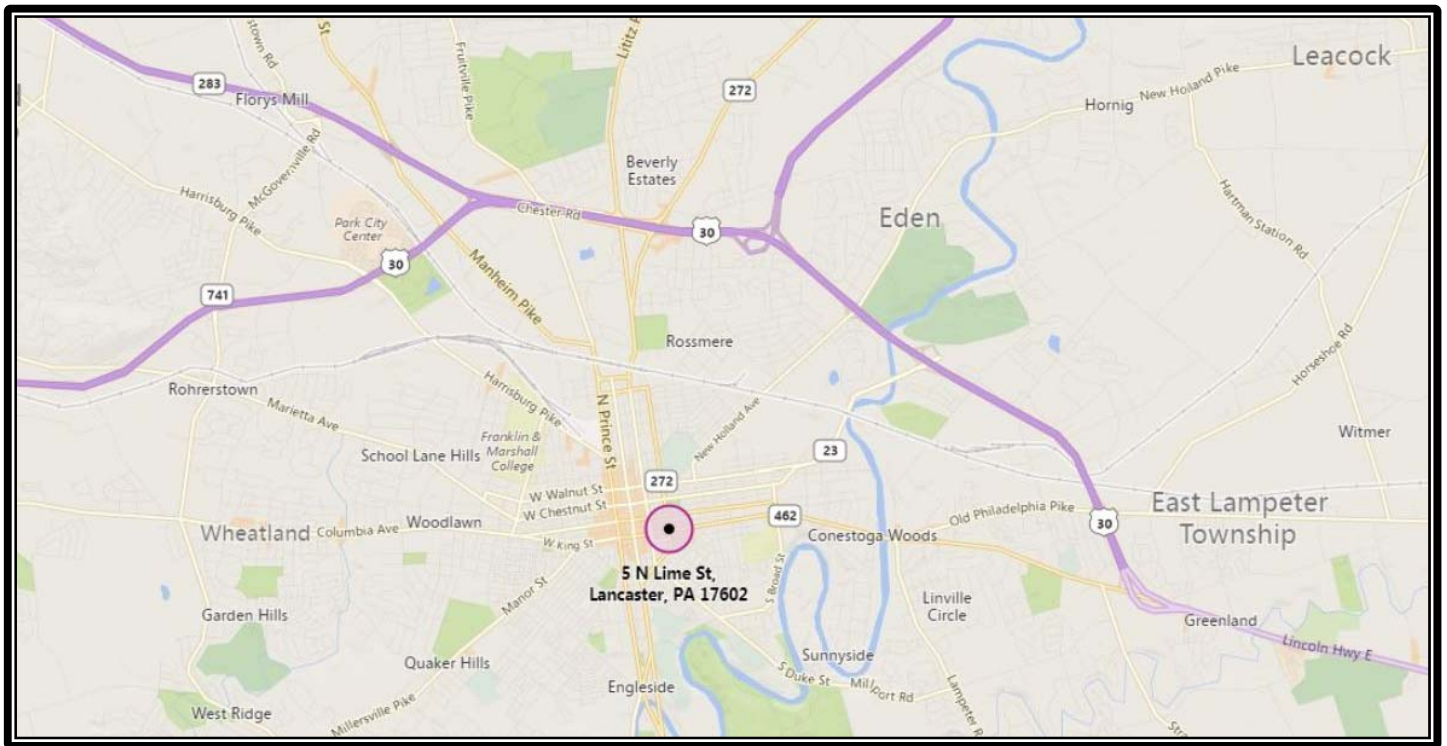 Leacock
283
Florys Mill
Fruitville Pike
272
New Holland Pike
Hornig
McGovernville Rd
Beverly
Estates
Harrisburg Pike
Park City
Center
Chester Rd
30
Eden
Hartman Station Rd
30
741
Manheim Pike
Rossmere
Horseshoe Rd
Rohrerstown
Harrisburg Pike
N Prince St
Marietta Ave
New Holland Ave
Witmer
School Lane Hills
Franklin &
Marshall
College
23
272
W Walnut St
W Chestnut St
462
Old Philadelphia Pike
30
East Lampeter
Township
Wheatland
Columbia Ave
Woodlawn
W King St
Conestoga Woods
5 N Lime St,
Lancaster, PA 17602
S Broad St
Manor St
Linville
Circle
Garden Hills
Greenland
Lincoln Hwy E
Quaker Hills
Sunnyside
S Duke St
Millport Rd
Engleside
Lampeter R
West Ridge
Millersville Pike
Stra